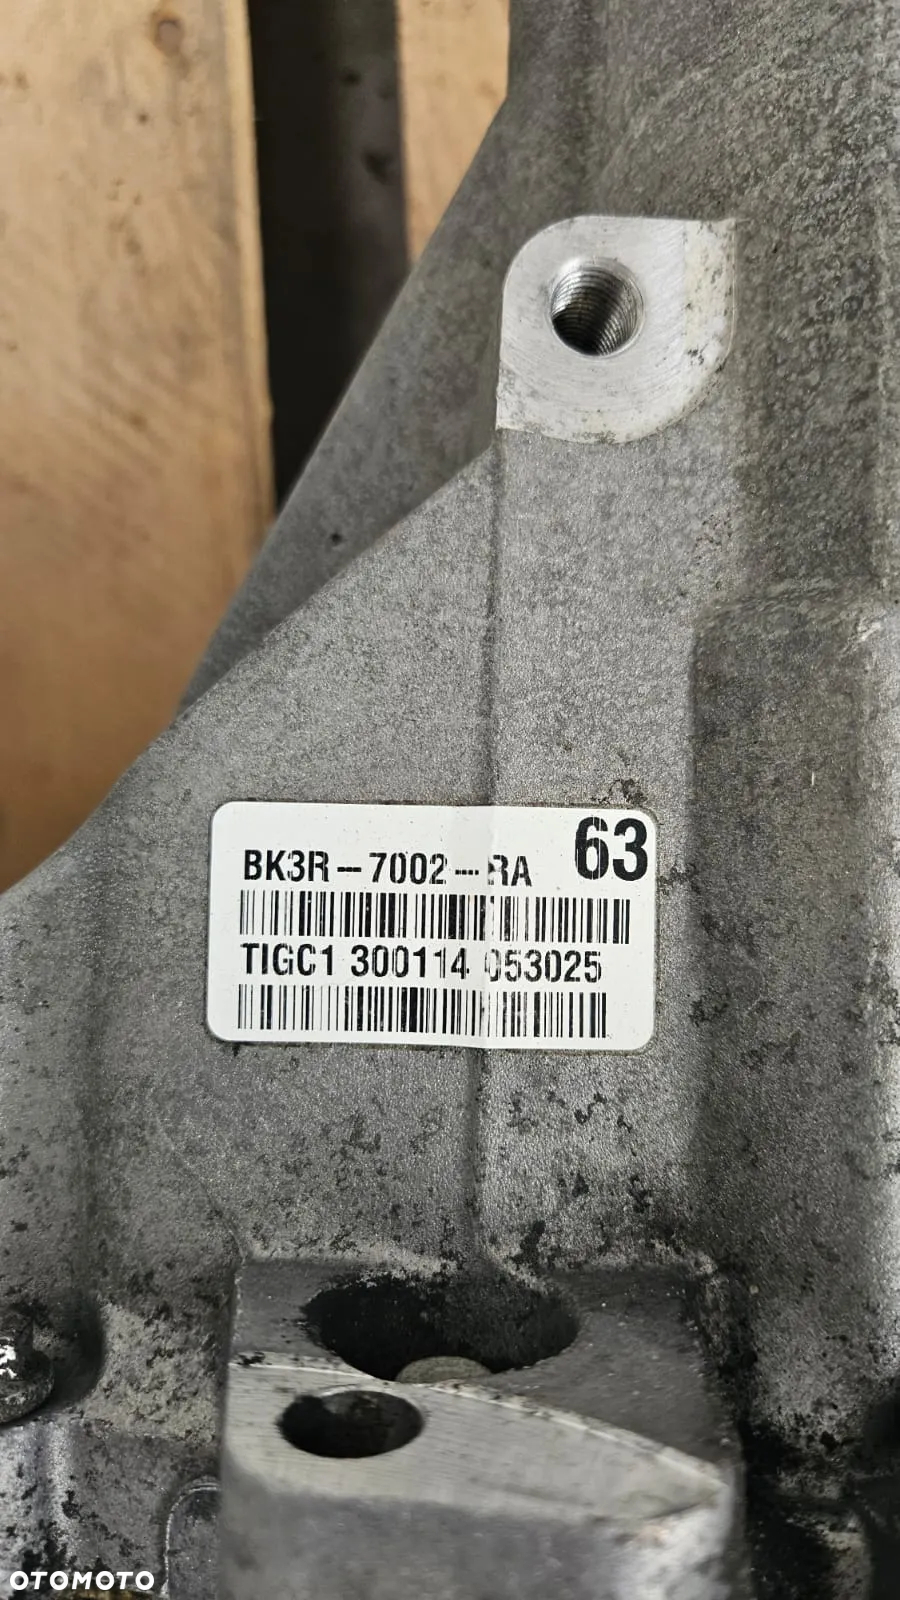 63
BK3R-7002-RA
TIGC1 300114 053025
OTOMOTO